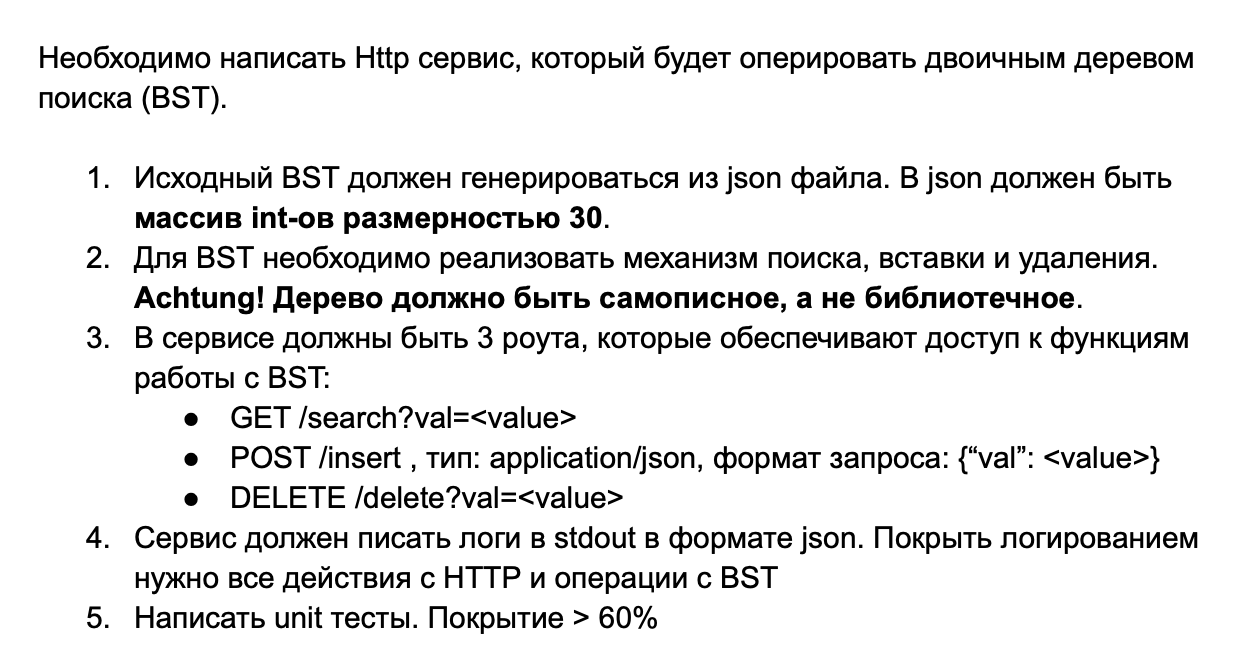 Необходимо написать Http сервис, который будет оперировать двоичным деревом
поиска (BST).
1. Исходный BST должен генерироваться из json файла. В json должен быть
массив int-ов размерностью 30.
2. Для BST необходимо реализовать механизм поиска, вставки и удаления.
Achtung! Дерево должно быть самописное, а не библиотечное.
3. В сервисе должны быть 3 роута, которые обеспечивают доступ к функциям
работы с BST:
● GET /search?val=<value>
● POST /insert , тип: application/json, формат запроса: {“val”: <value>}
● DELETE /delete?val=<value>
4. Сервис должен писать логи в stdout в формате json. Покрыть логированием
нужно все действия с HTTP и операции с BST
5. Написать unit тесты. Покрытие > 60%